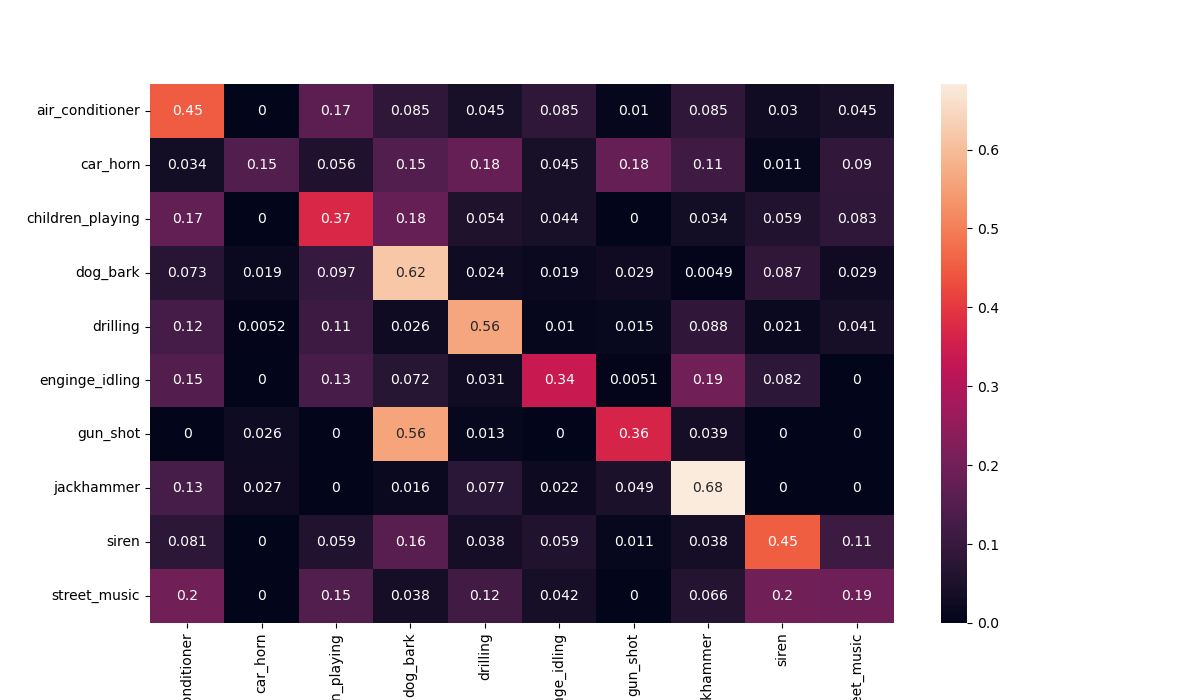 air_conditioner 0.45 0 0.17 0.085 0.045 0.085 0.01 0.085 0.03 0.045
car_horn 0.034 0.15 0.056 0.15 0.18 0.045 0.18 0.11 0.011 0.09
children_playing 0.17 0 0.37 0.18 0.054 0.044 0 0.034 0.059 0.083
dog_bark 0.073 0.019 0.097 0.62 0.024 0.019 0.029 0.0049 0.087 0.029
drilling 0.12 0.0052 0.11 0.026 0.56 0.01 0.015 0.088 0.021 0.041
enginge_idling 0.15 0 0.13 0.072 0.031 0.34 0.0051 0.19 0.082 0
gun_shot 0 0.026 0 0.56 0.013 0 0.36 0.039 0 0
jackhammer 0.13 0.027 0 0.016 0.077 0.022 0.049 0.68 0 0
siren 0.081 0 0.059 0.16 0.038 0.059 0.011 0.038 0.45 0.11
street_music 0.2 0 0.15 0.038 0.12 0.042 0 0.066 0.2 0.19
onditioner car_horn n_playing dog_bark drilling ge_idling gun_shot khammer siren et_music
0.6
0.5
0.4
0.3
0.2
0.1
0.0